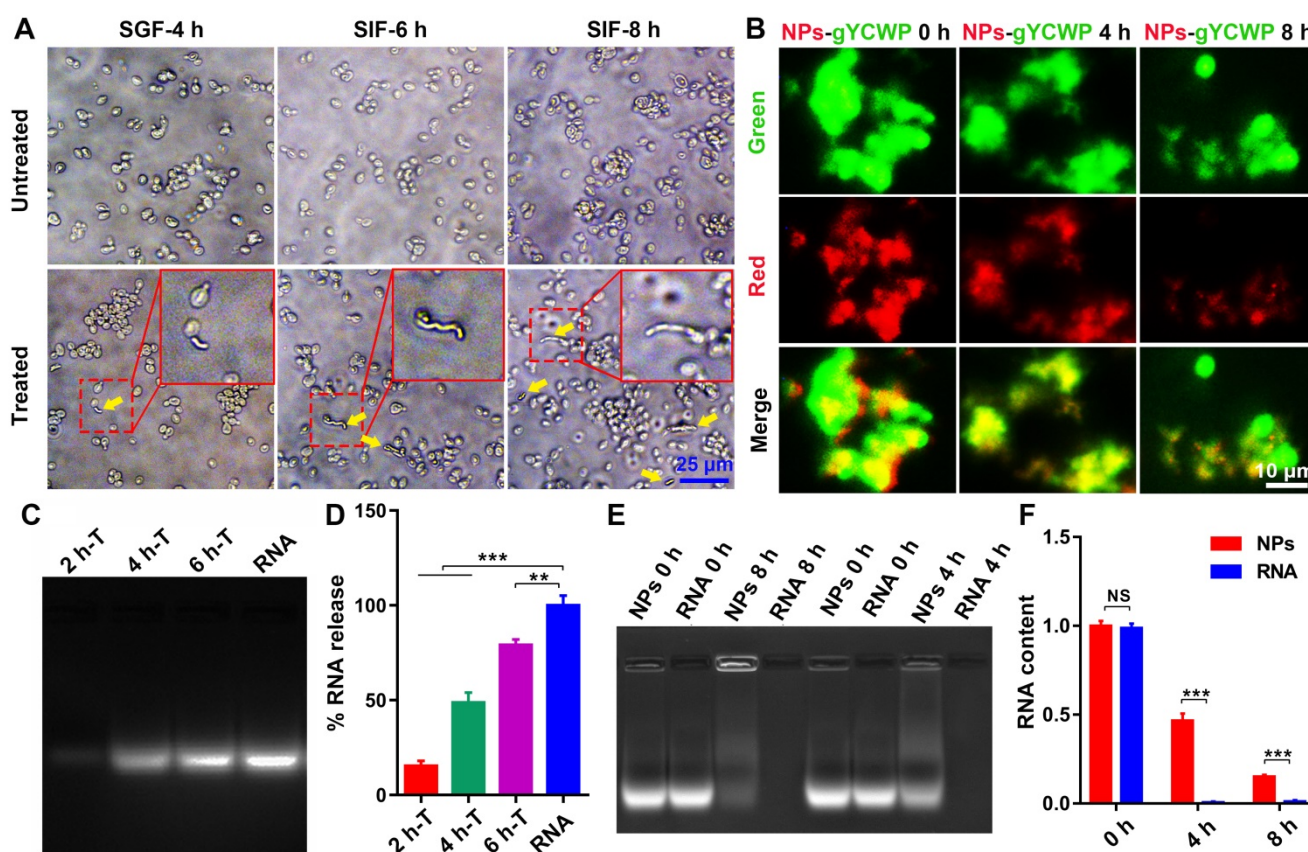 A
SGF-4 h
SIF-6 h
SIF-8 h
Untreated
Treated
25 µm
B
NPs-gYCWP 0 h
NPs-gYCWP 4 h
NPs-gYCWP 8 h
Green
Red
Merge
10 µm
C
2 h-T
4 h-T
6 h-T
RNA
D
% RNA release
150
100
50
0
***
**
2 h-T
4 h-T
6 h-T
RNA
E
NPs 0 h
RNA 0 h
NPs 8 h
RNA 8 h
NPs 0 h
RNA 0 h
NPs 4 h
RNA 4 h
F
RNA content
1.5
1.0
0.5
0.0
NPs
RNA
NS
***
***
0 h
4 h
8 h